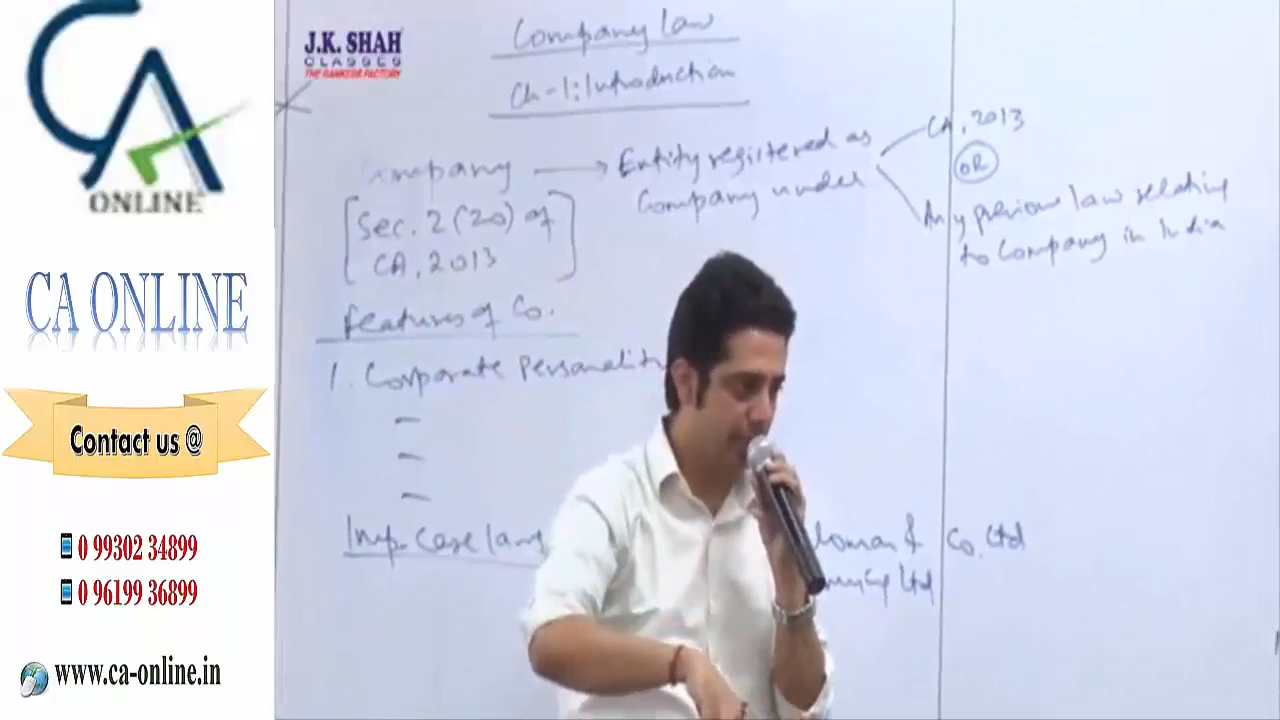 CA
ONLINE
CA ONLINE
Contact us @
0 99302 34899
0 96199 36899
www.ca-online.in
J.K. SHAH
CLASSES
THE RANKERS FACTORY
Company Law
Ch-1: Introduction
Company → Entity registered as
Company under
CA, 2013
OR
Any previous law relating
to Company in India
[Sec. 2 (20) of
CA, 2013]
Features of Co.
1. Corporate Personality
-
-
-
Imp. Case law
& Co. Ltd
Ltd